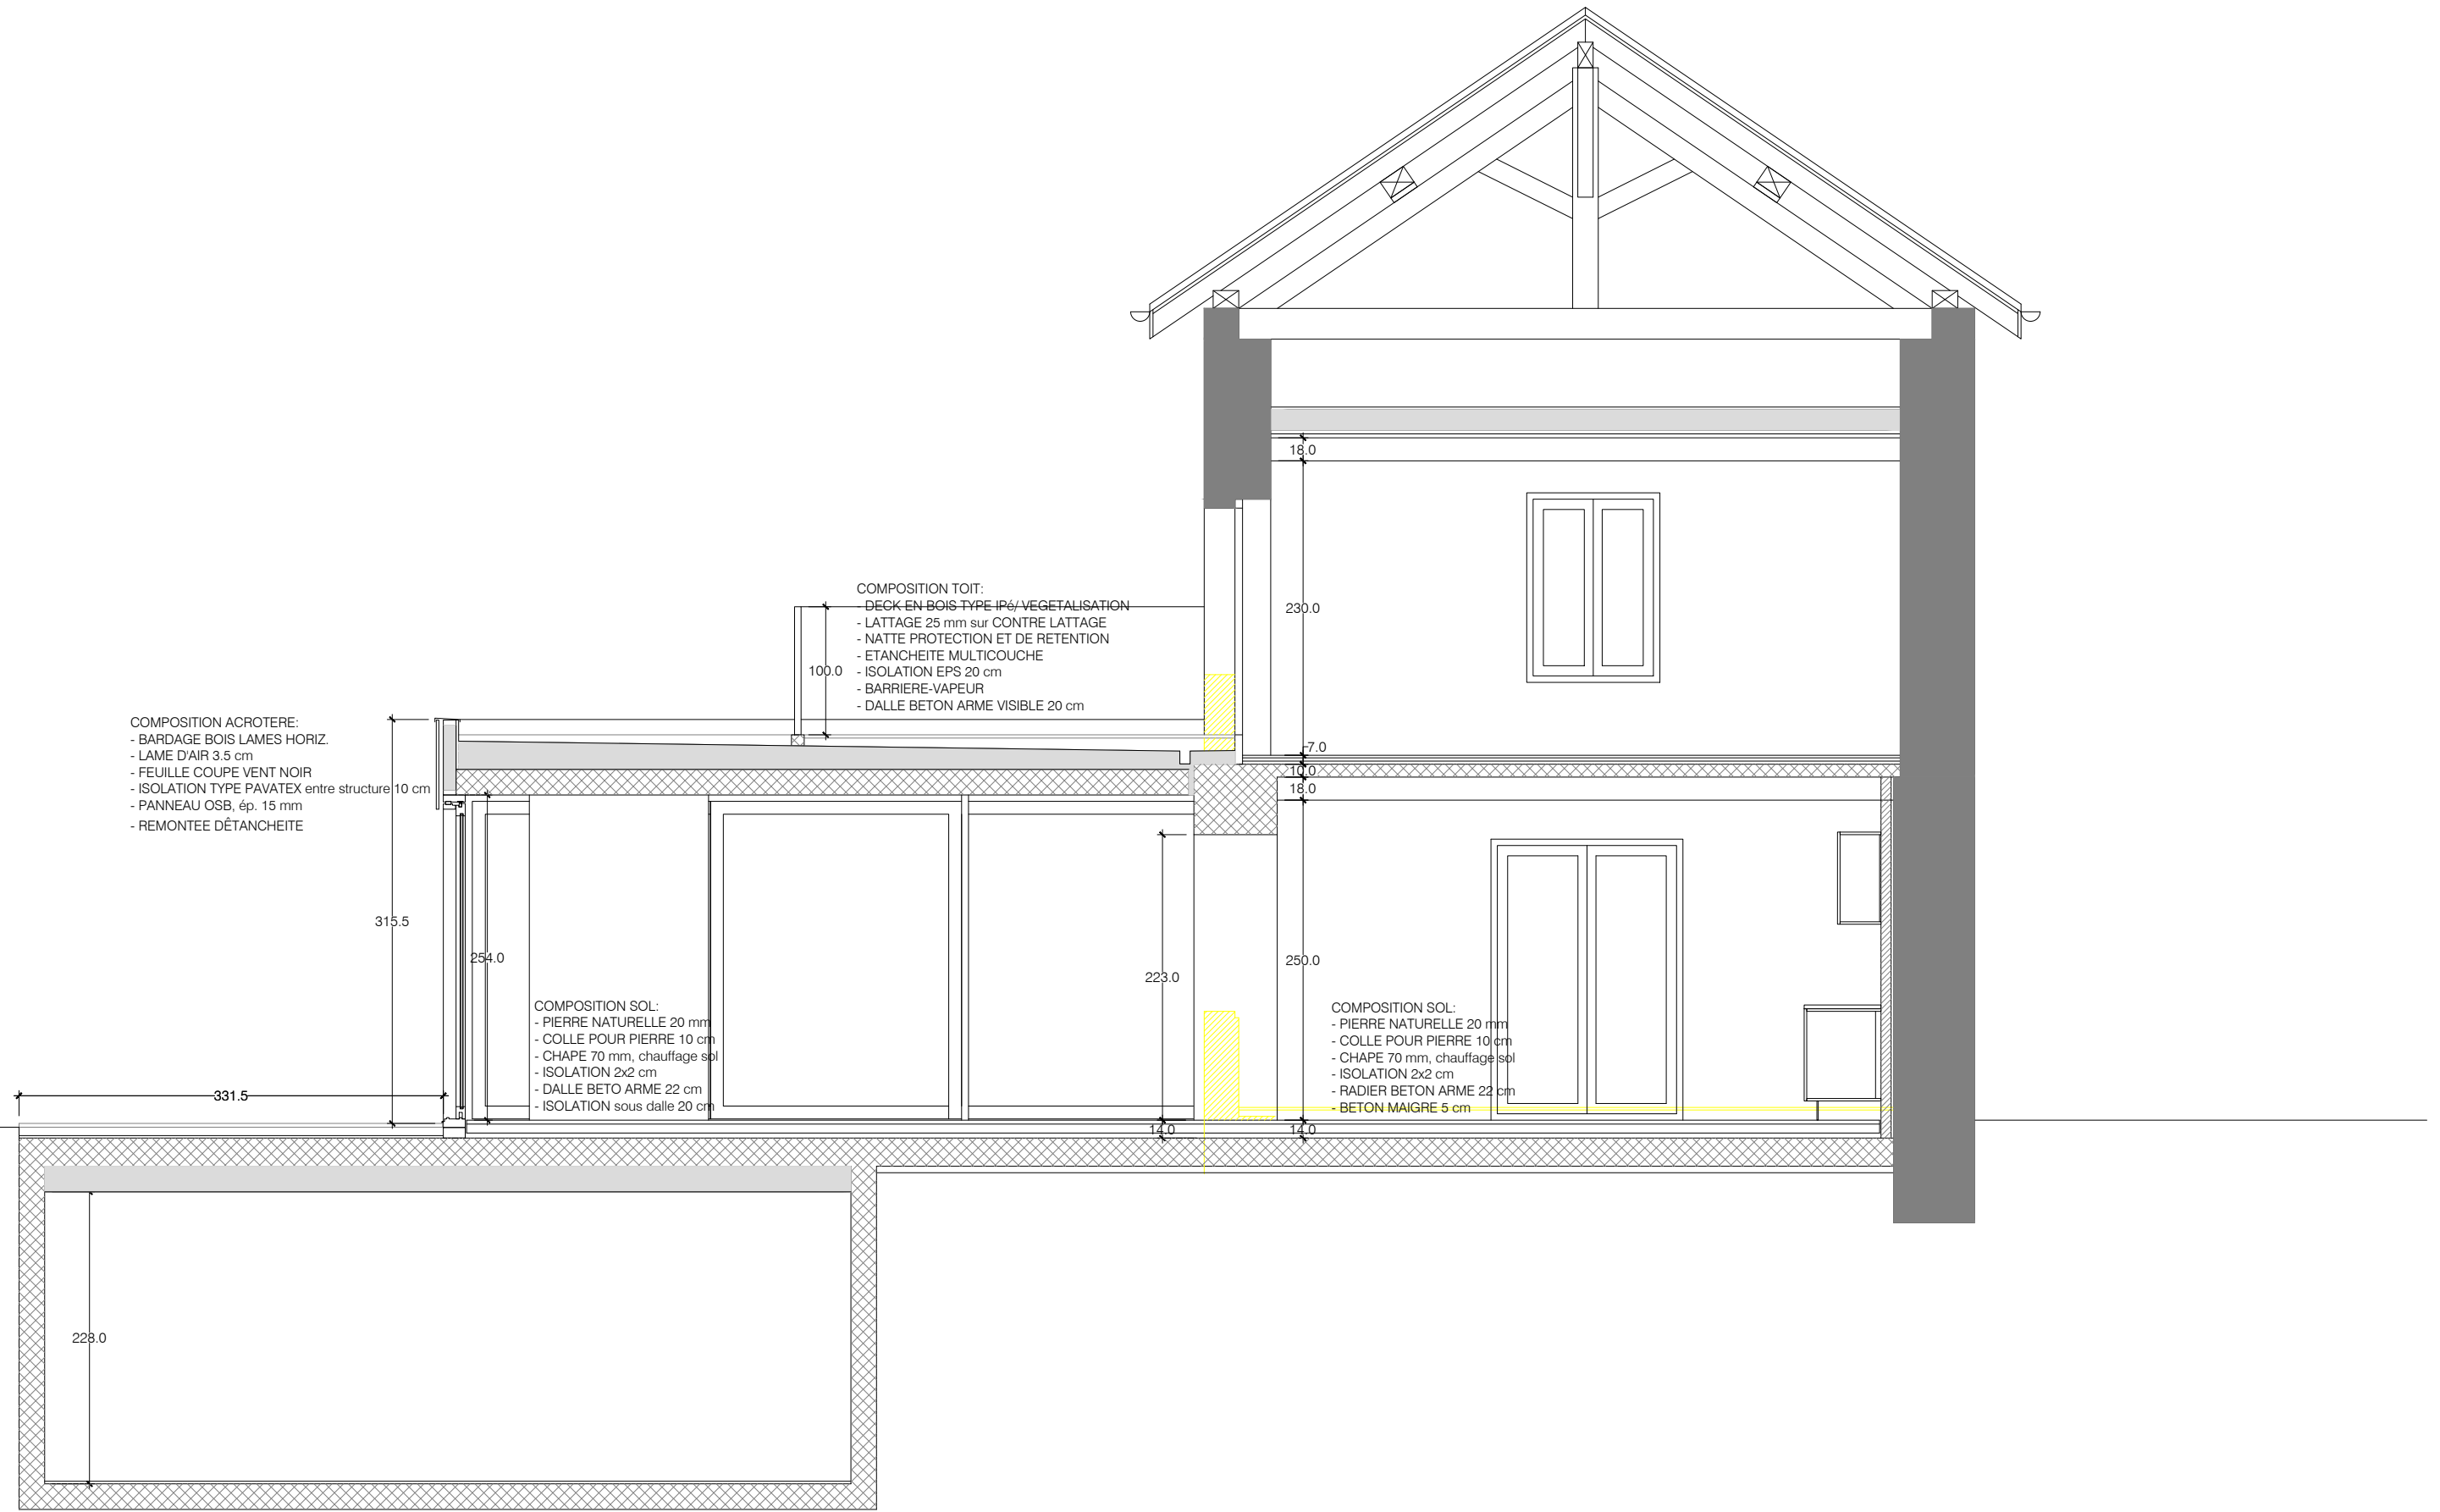 18.0
230.0
COMPOSITION TOIT:
- DECK EN BOIS TYPE IPé/ VEGETALISATION
- LATTAGE 25 mm sur CONTRE LATTAGE
- NATTE PROTECTION ET DE RETENTION
- ETANCHEITE MULTICOUCHE
- ISOLATION EPS 20 cm
- BARRIERE-VAPEUR
- DALLE BETON ARME VISIBLE 20 cm
100.0
COMPOSITION ACROTERE:
- BARDAGE BOIS LAMES HORIZ.
- LAME D'AIR 3.5 cm
- FEUILLE COUPE VENT NOIR
- ISOLATION TYPE PAVATEX entre structure 10 cm
- PANNEAU OSB, ép. 15 mm
- REMONTEE DÊTANCHEITE
7.0
10.0
18.0
315.5
254.0
223.0
250.0
COMPOSITION SOL:
- PIERRE NATURELLE 20 mm
- COLLE POUR PIERRE 10 cm
- CHAPE 70 mm, chauffage sol
- ISOLATION 2x2 cm
- DALLE BETO ARME 22 cm
- ISOLATION sous dalle 20 cm
COMPOSITION SOL:
- PIERRE NATURELLE 20 mm
- COLLE POUR PIERRE 10 cm
- CHAPE 70 mm, chauffage sol
- ISOLATION 2x2 cm
- RADIER BETON ARME 22 cm
- BETON MAIGRE 5 cm
331.5
14.0
14.0
228.0